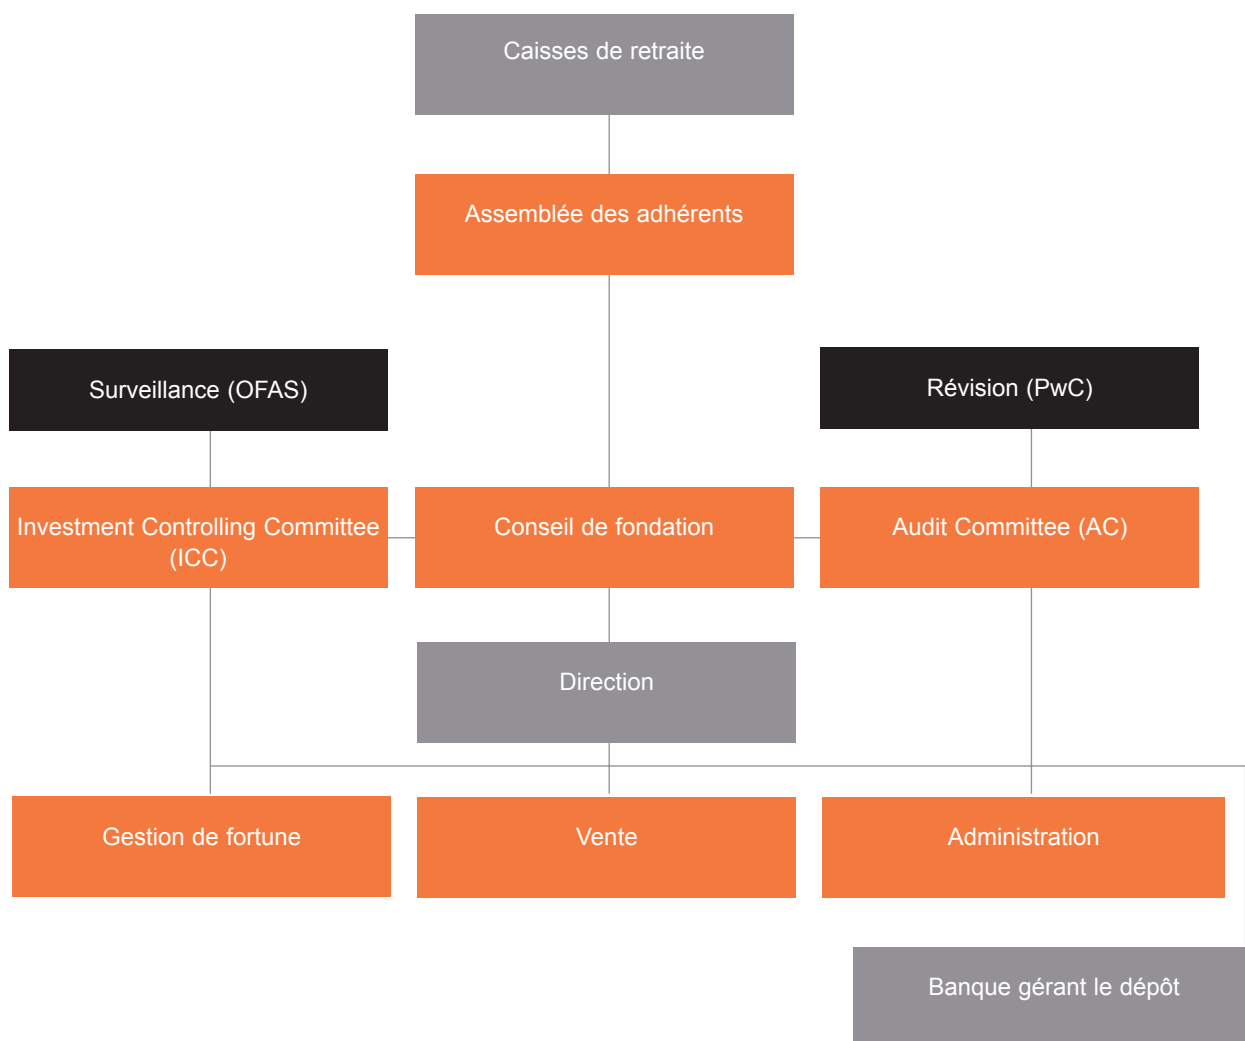 Caisses de retraite
Assemblée des adhérents
Surveillance (OFAS)
Révision (PwC)
Investment Controlling Committee
(ICC)
Conseil de fondation
Audit Committee (AC)
Direction
Gestion de fortune
Vente
Administration
Banque gérant le dépôt